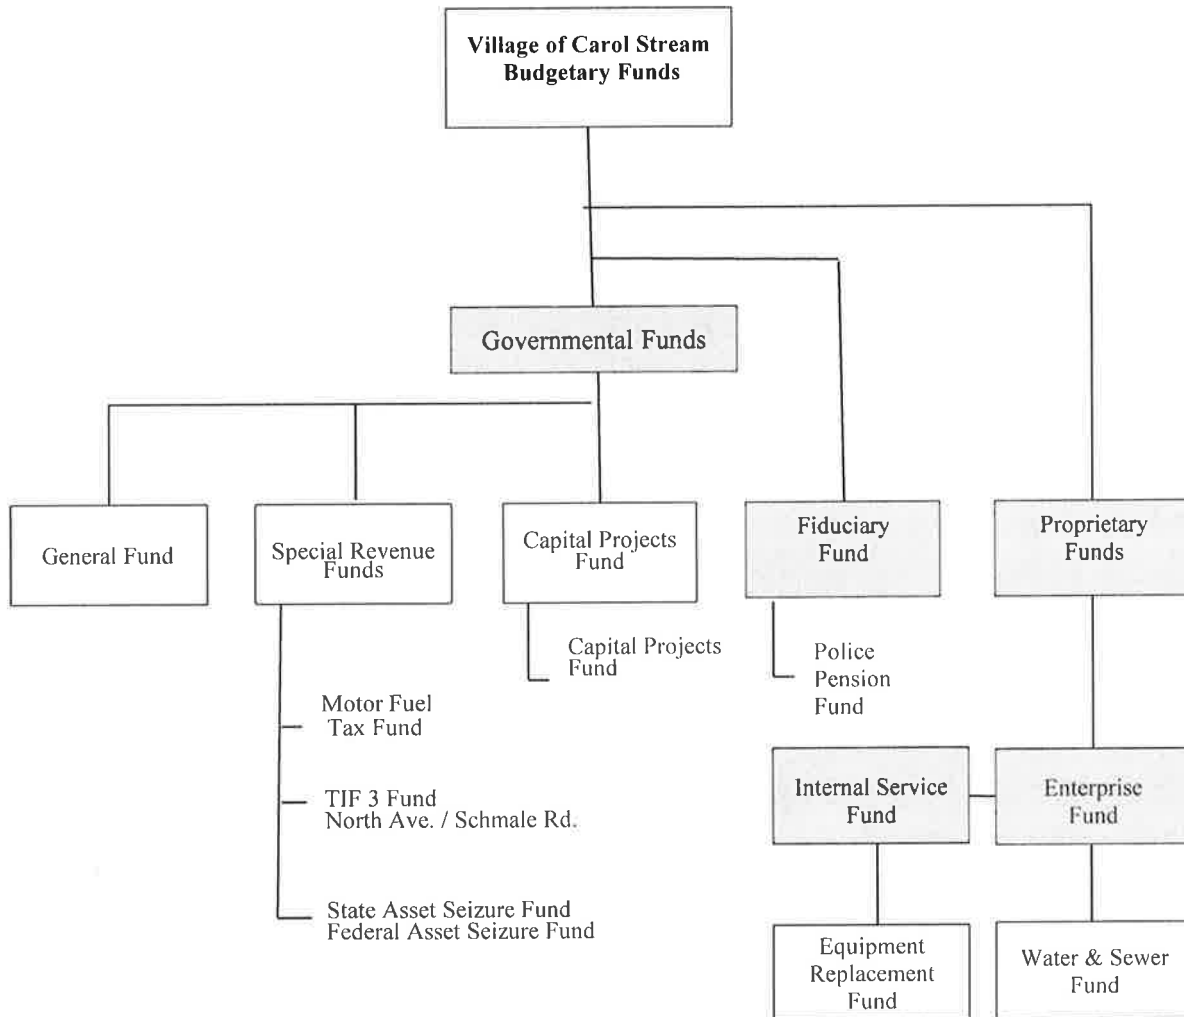 Village of Carol Stream
Budgetary Funds
Governmental Funds
General Fund
Special Revenue
Funds
Capital Projects
Fund
Fiduciary
Fund
Proprietary
Funds
Capital Projects
Fund
Police
Pension
Fund
Motor Fuel
Tax Fund
TIF 3 Fund
North Ave. / Schmale Rd.
State Asset Seizure Fund
Federal Asset Seizure Fund
Internal Service
Fund
Enterprise
Fund
Equipment
Replacement
Fund
Water & Sewer
Fund